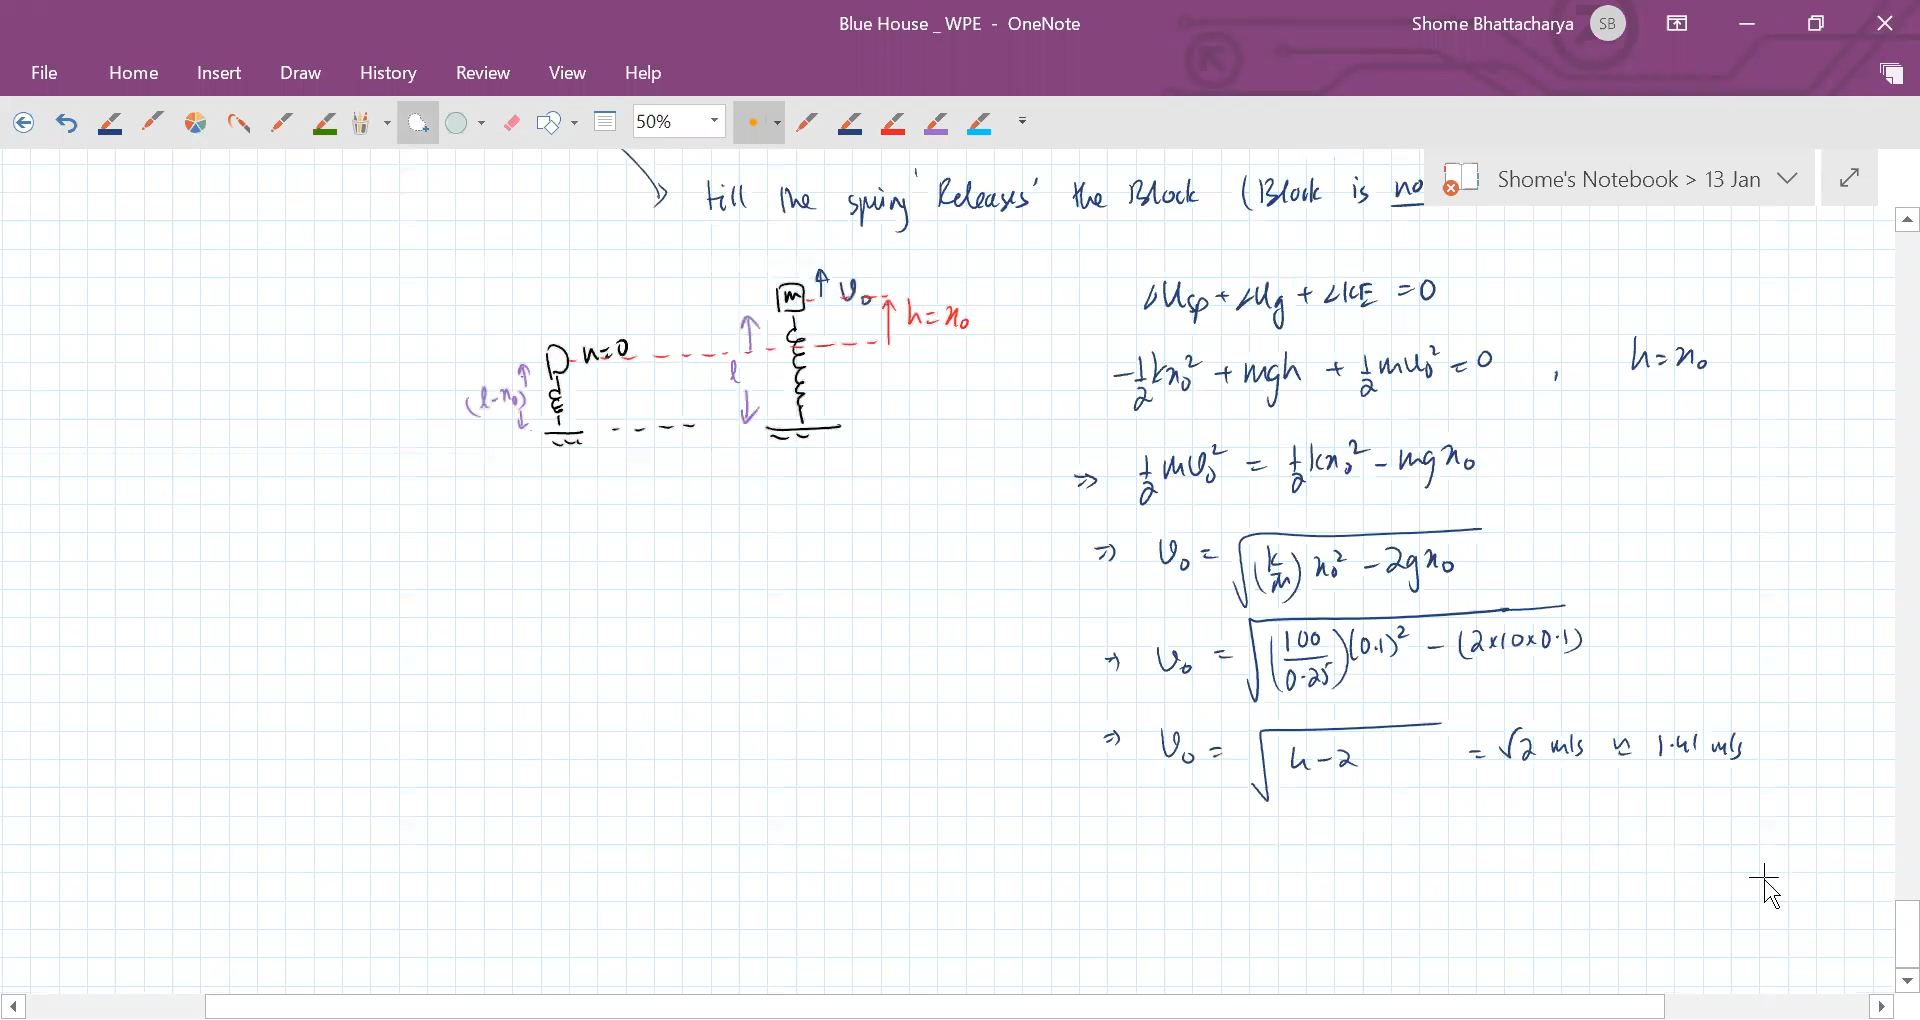 Blue House _ WPE - OneNote
Shome Bhattacharya
SB
File Home Insert Draw History Review View Help
50%
Shome's Notebook > 13 Jan
till the spring 'Releases' the Block (Block is no
m
v₀
h = x₀
u=0
l
(l-x₀)
ΔU_sp + ΔU_g + ΔKE = 0
-½kx₀² + mgh + ½mv₀² = 0 , h = x₀
⇒ ½mv₀² = ½kx₀² - mgx₀
⇒ v₀ = √((k/m) x₀² - 2gx₀)
⇒ v₀ = √((100/0.25)(0.1)² - (2×10×0.1))
⇒ v₀ = √(4-2) = √2 m/s ≃ 1.41 m/s